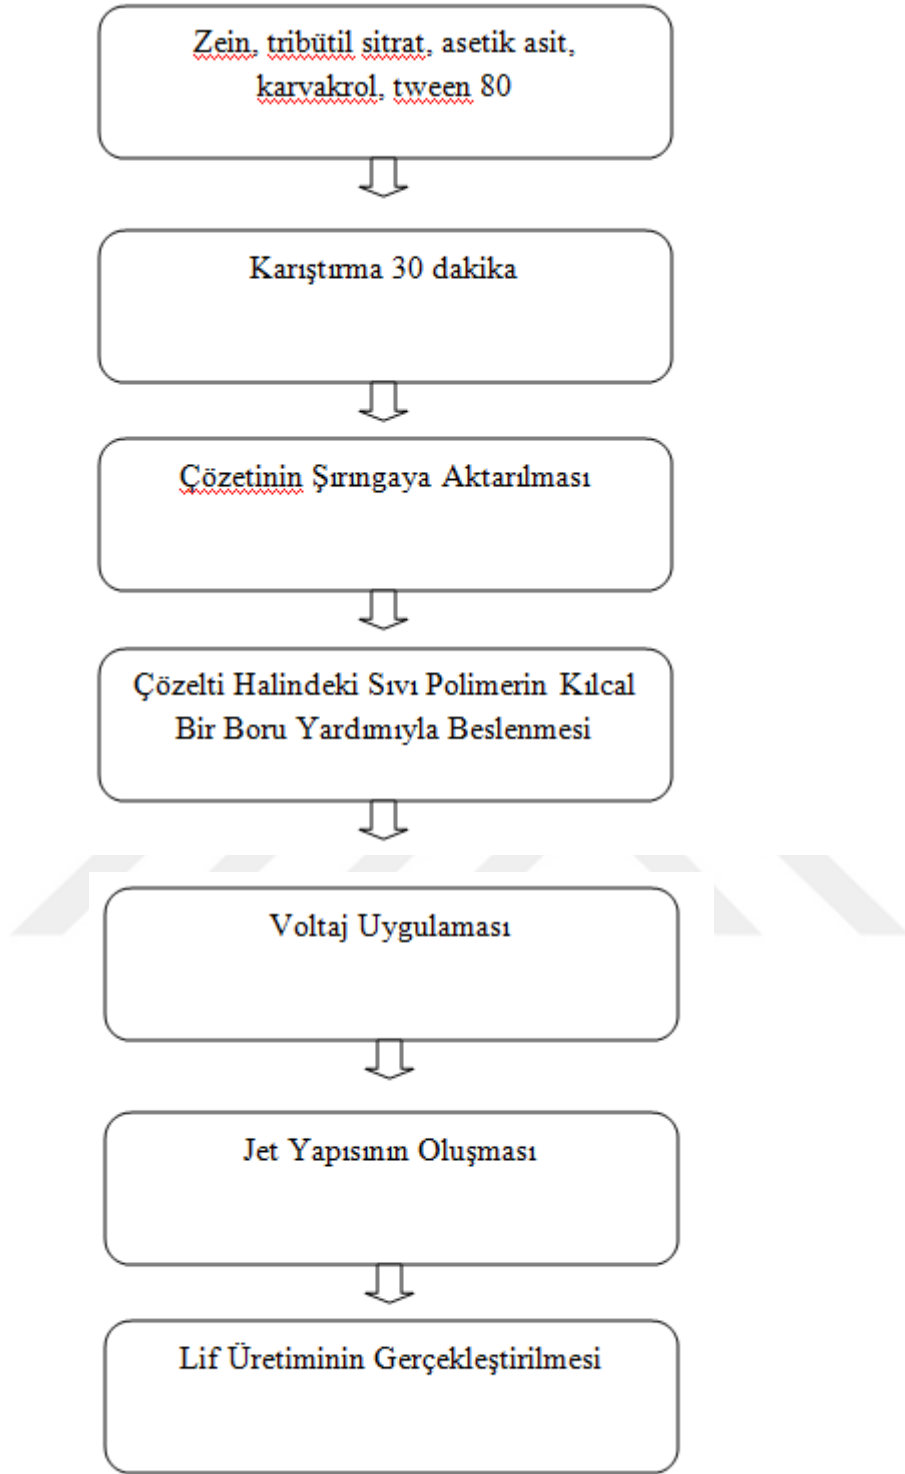 Zein, tribütil sitrat, asetik asit,
karvakrol, tween 80
Karıştırma 30 dakika
Çözetinin Şırıngaya Aktarılması
Çözelti Halindeki Sıvı Polimerin Kılcal
Bir Boru Yardımıyla Beslenmesi
Voltaj Uygulaması
Jet Yapısının Oluşması
Lif Üretiminin Gerçekleştirilmesi